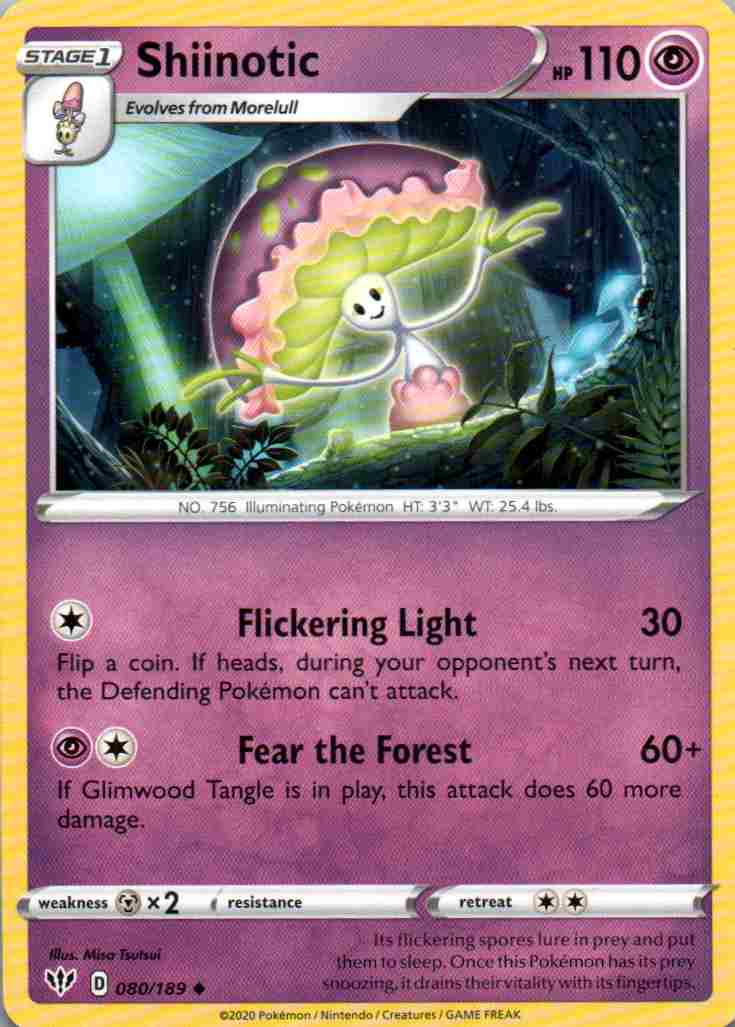 STAGE 1
Shiinotic
HP 110
Evolves from Morelull
NO. 756 Illuminating Pokémon HT: 3'3" WT: 25.4 lbs.
Flickering Light 30
Flip a coin. If heads, during your opponent's next turn,
the Defending Pokémon can't attack.
Fear the Forest 60+
If Glimwood Tangle is in play, this attack does 60 more
damage.
weakness ×2 resistance retreat
Illus. Misa Tsutsui
D 080/189
Its flickering spores lure in prey and put
them to sleep. Once this Pokémon has its prey
snoozing, it drains their vitality with its fingertips.
©2020 Pokémon / Nintendo / Creatures / GAME FREAK